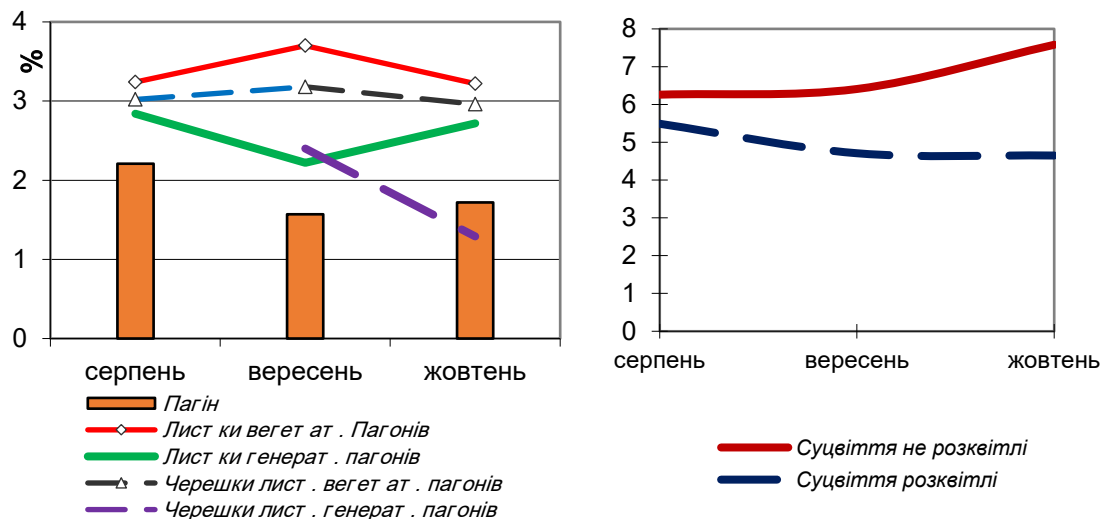 4
3
2
1
0
%
серпень вересень жовтень
Пагін
Лист ки вегет ат . Пагонів
Лист ки генерат . пагонів
Черешки лист . вегет ат . пагонів
Черешки лист . генерат . пагонів
8
7
6
5
4
3
2
1
0
серпень вересень жовтень
Суцвіття не розквітлі
Суцвіття розквітлі